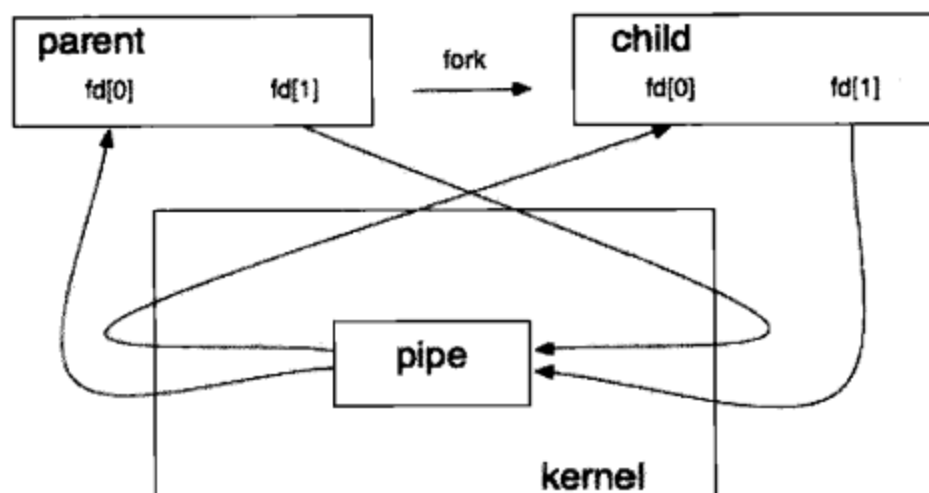 parent
fd[0]
fd[1]
fork
child
fd[0]
fd[1]
pipe
kernel